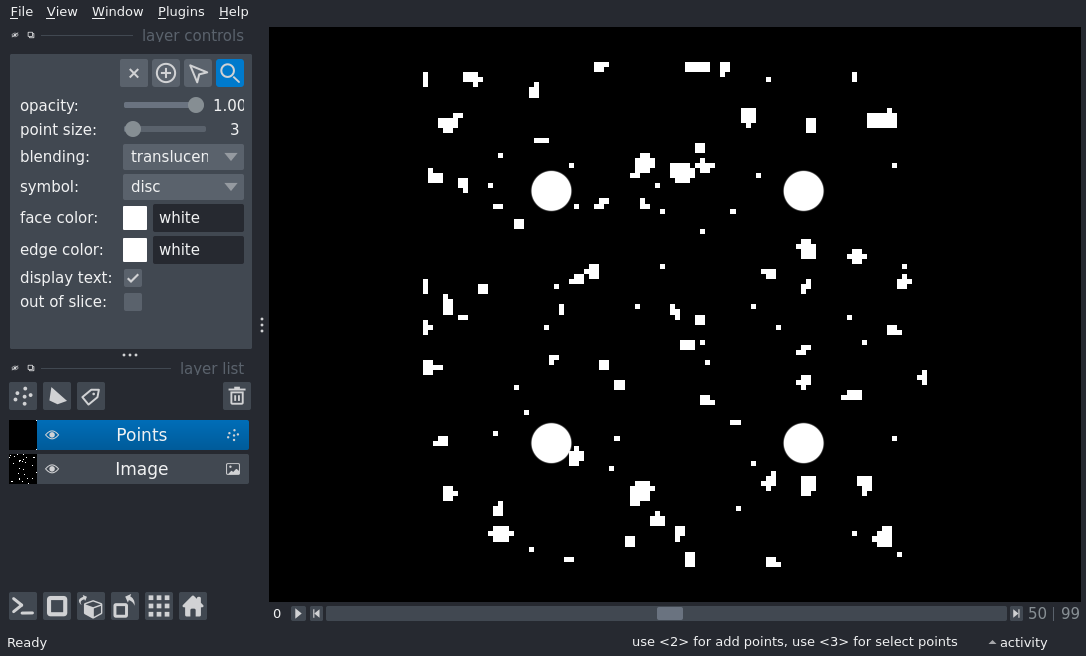 File View Window Plugins Help
layer controls
opacity: 1.00
point size: 3
blending: translucen
symbol: disc
face color: white
edge color: white
display text:
out of slice:
layer list
Points
Image
0 50 99
Ready use <2> for add points, use <3> for select points activity